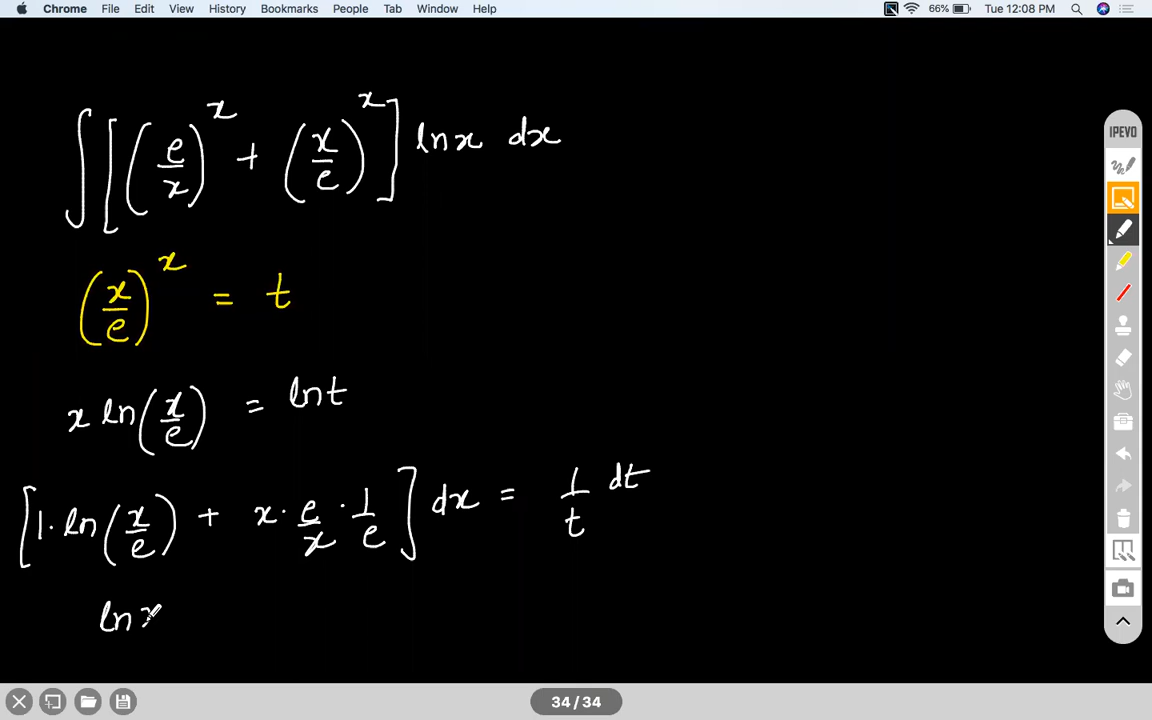 Chrome File Edit View History Bookmarks People Tab Window Help 66% Tue 12:08 PM
∫ [ (e/x)^x + (x/e)^x ] ln x dx
(x/e)^x = t
x ln(x/e) = ln t
[ 1 · ln(x/e) + x · e/x · 1/e ] dx = 1/t dt
ln x
IPEVO
34 / 34